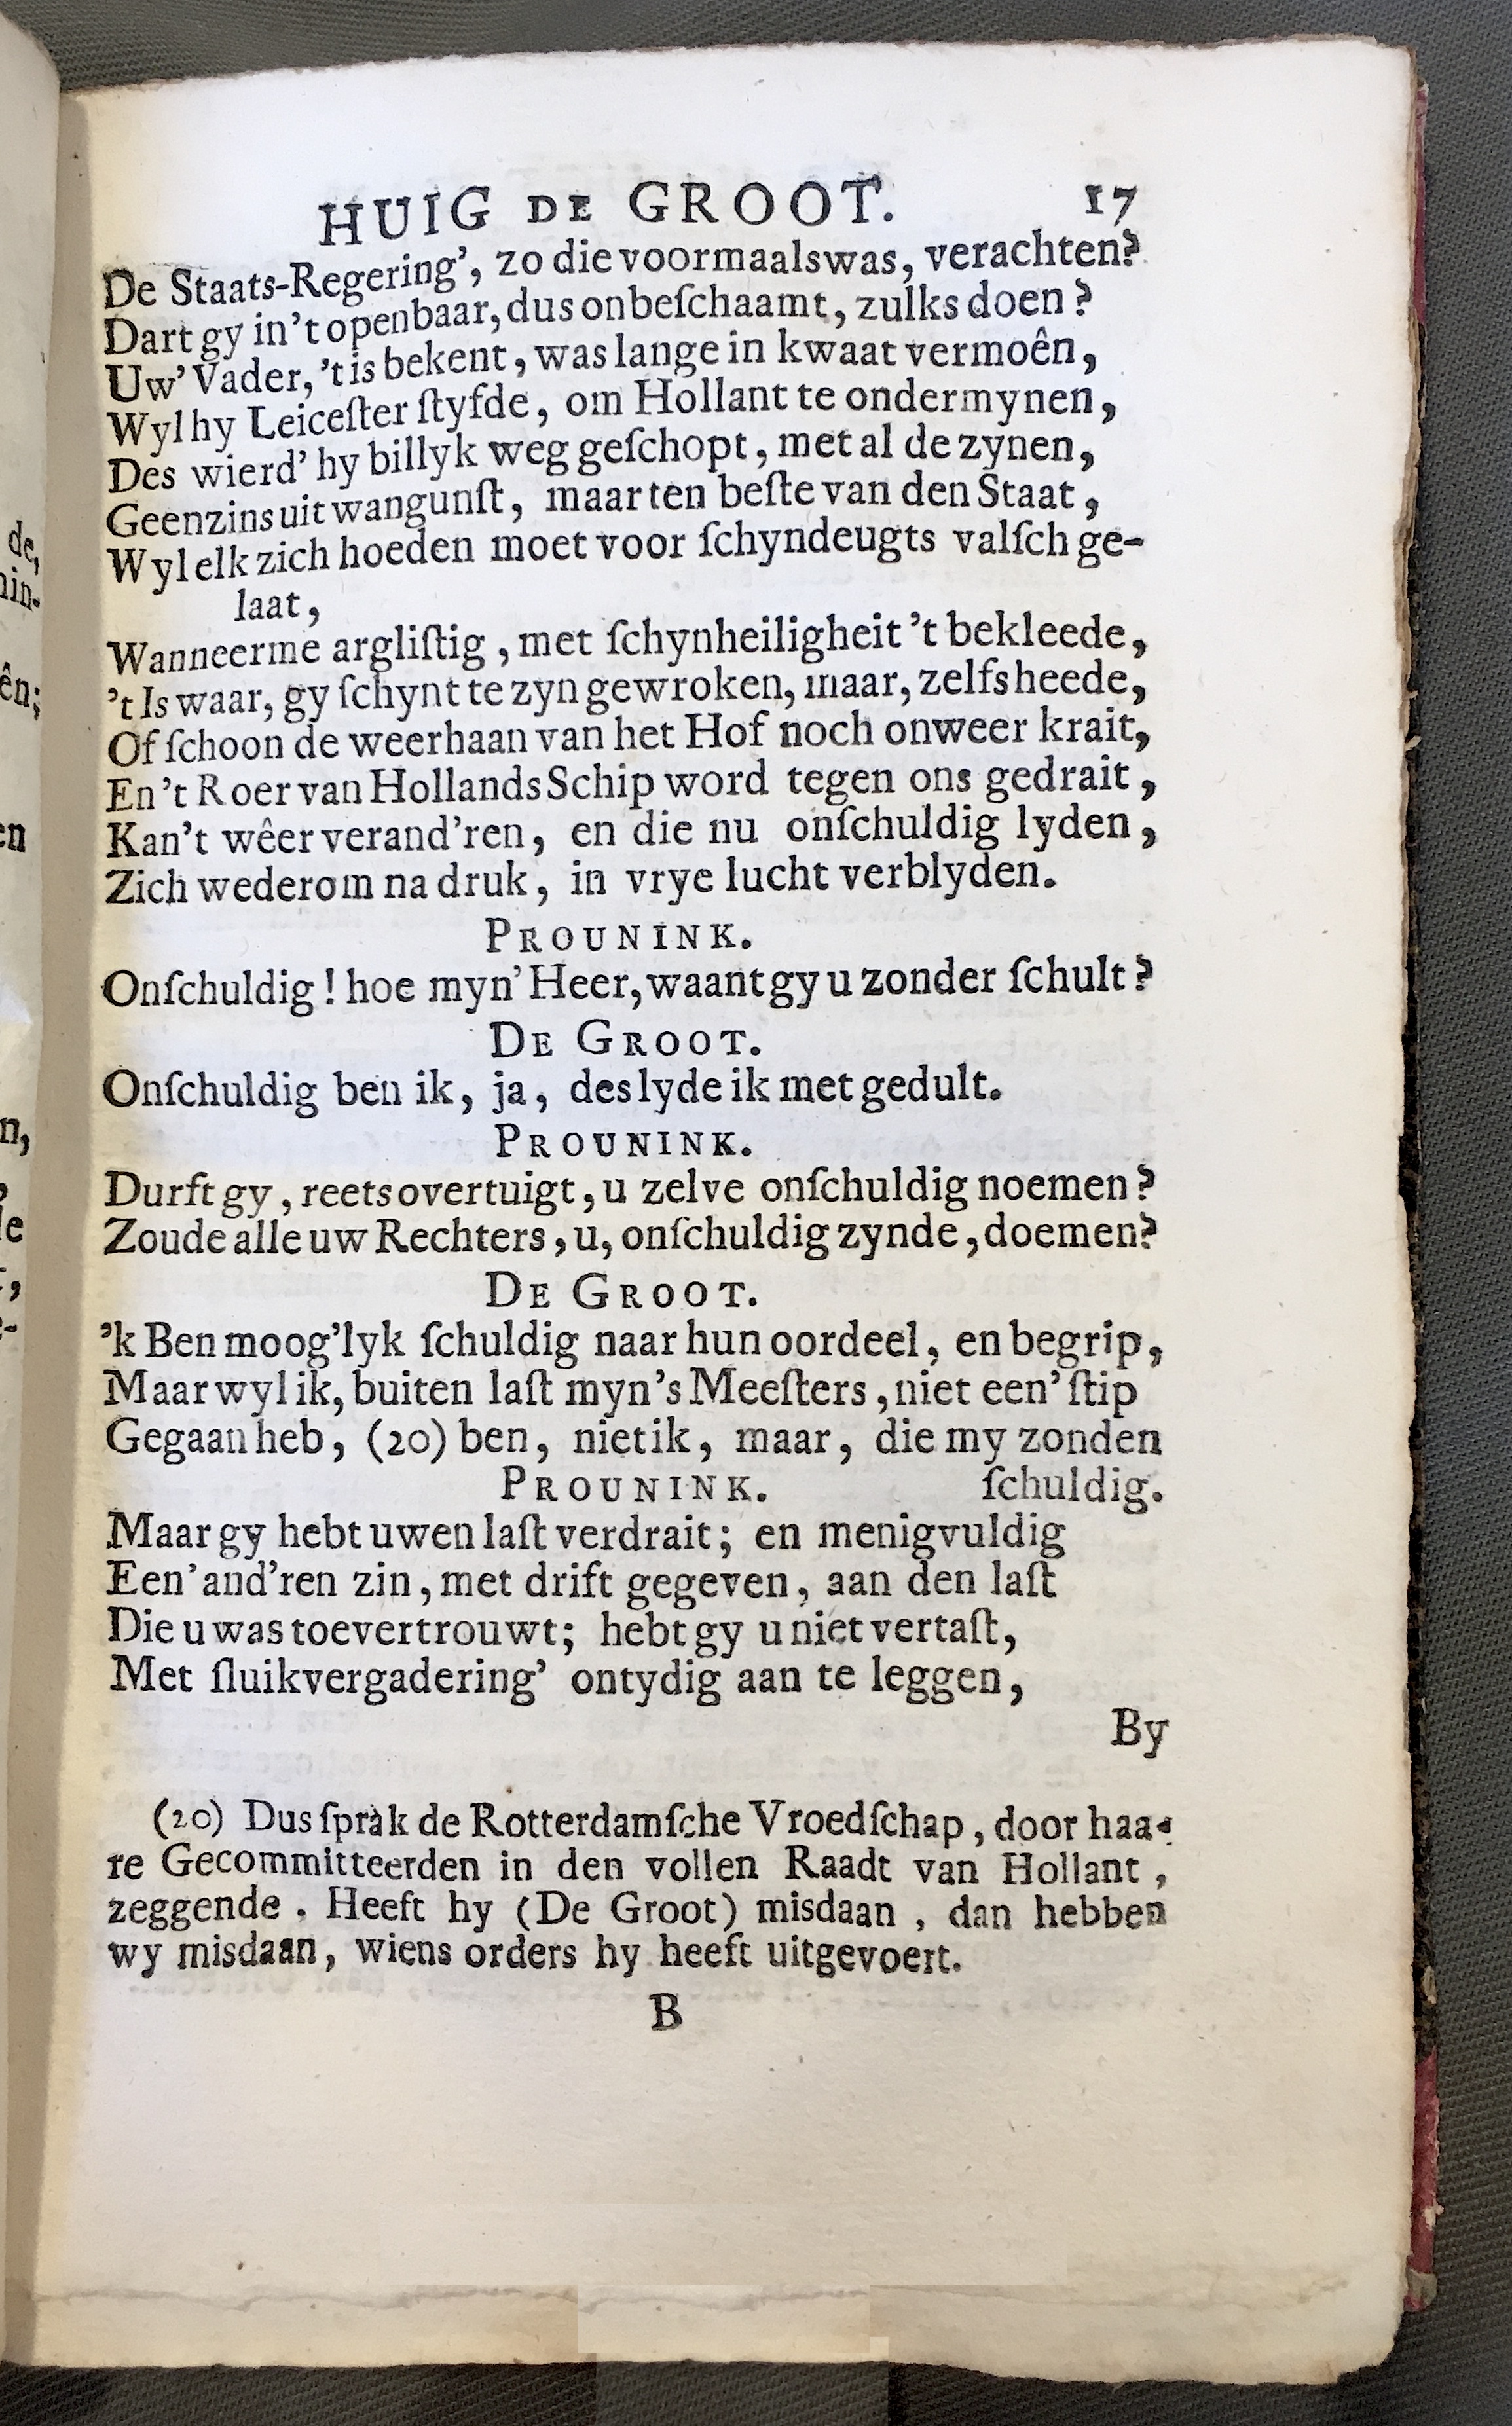 HUIG DE GROOT. 17
De Staats-Regering', zo die voormaals was, verachten?
Dart gy in 't openbaar, dus onbeſchaamt, zulks doen?
Uw' Vader, 't is bekent, was lange in kwaat vermoên,
Wyl hy Leiceſter ſtyfde, om Hollant te ondermynen,
Des wierd' hy billyk weg geſchopt, met al de zynen,
Geenzins uit wangunſt, maar ten beſte van den Staat,
Wyl elk zich hoeden moet voor ſchyndeugts valſch ge-
laat,
Wanneerme argliſtig, met ſchynheiligheit 't bekleede,
't Is waar, gy ſchynt te zyn gewroken, maar, zelfs heede,
Of ſchoon de weerhaan van het Hof noch onweer krait,
En 't Roer van Hollands Schip word tegen ons gedrait,
Kan 't wêer verand'ren, en die nu onſchuldig lyden,
Zich wederom na druk, in vrye lucht verblyden.
PROUNINK.
Onſchuldig! hoe myn' Heer, waant gy u zonder ſchult?
DE GROOT.
Onſchuldig ben ik, ja, des lyde ik met gedult.
PROUNINK.
Durft gy, reets overtuigt, u zelve onſchuldig noemen?
Zoude alle uw Rechters, u, onſchuldig zynde, doemen?
DE GROOT.
'k Ben moog'lyk ſchuldig naar hun oordeel, en begrip,
Maar wyl ik, buiten laſt myn's Meeſters, niet een' ſtip
Gegaan heb, (20) ben, niet ik, maar, die my zonden
PROUNINK. ſchuldig.
Maar gy hebt uwen laſt verdrait; en menigvuldig
Een' and'ren zin, met drift gegeven, aan den laſt
Die u was toevertrouwt; hebt gy u niet vertaſt,
Met ſluikvergadering' ontydig aan te leggen,
By
(20) Dus ſpràk de Rotterdamſche Vroedſchap, door haa-
re Gecommitteerden in den vollen Raadt van Hollant,
zeggende. Heeft hy (De Groot) misdaan, dan hebben
wy misdaan, wiens orders hy heeft uitgevoert.
B